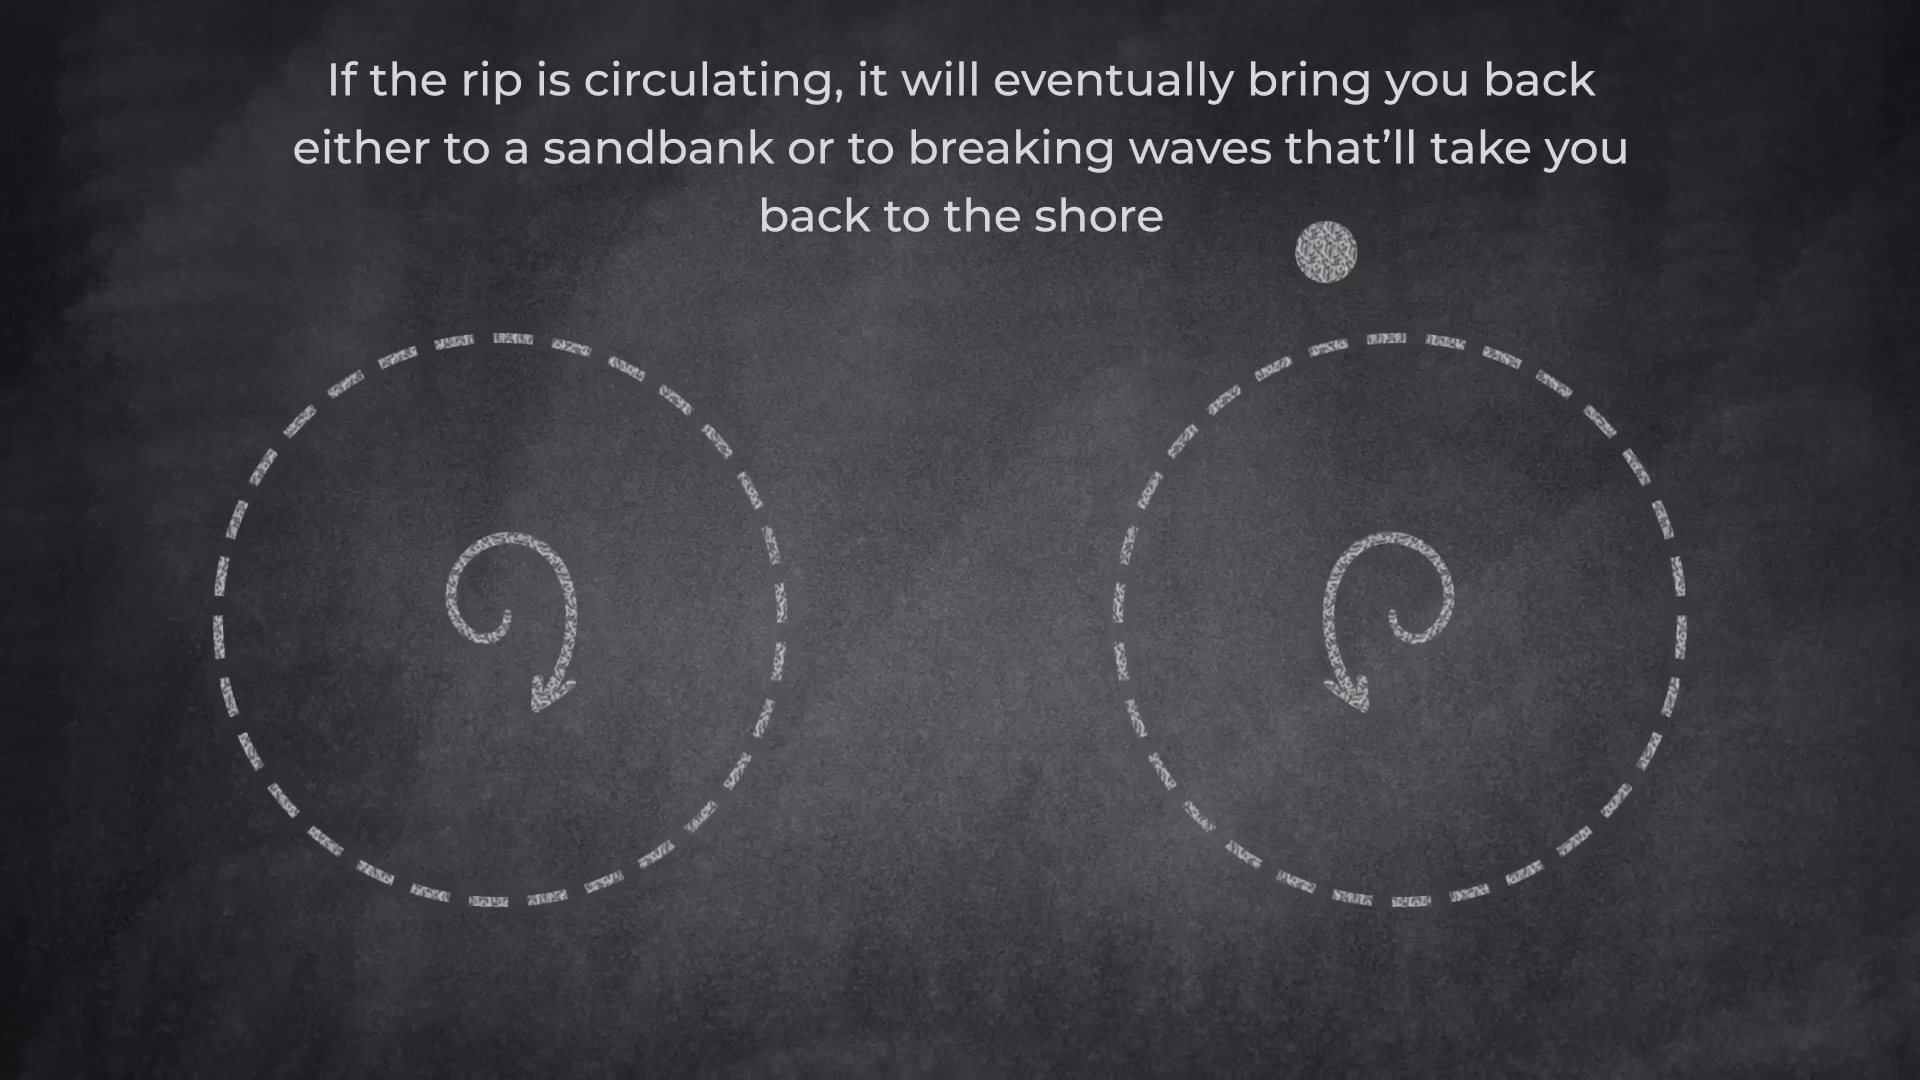 If the rip is circulating, it will eventually bring you back
either to a sandbank or to breaking waves that’ll take you
back to the shore